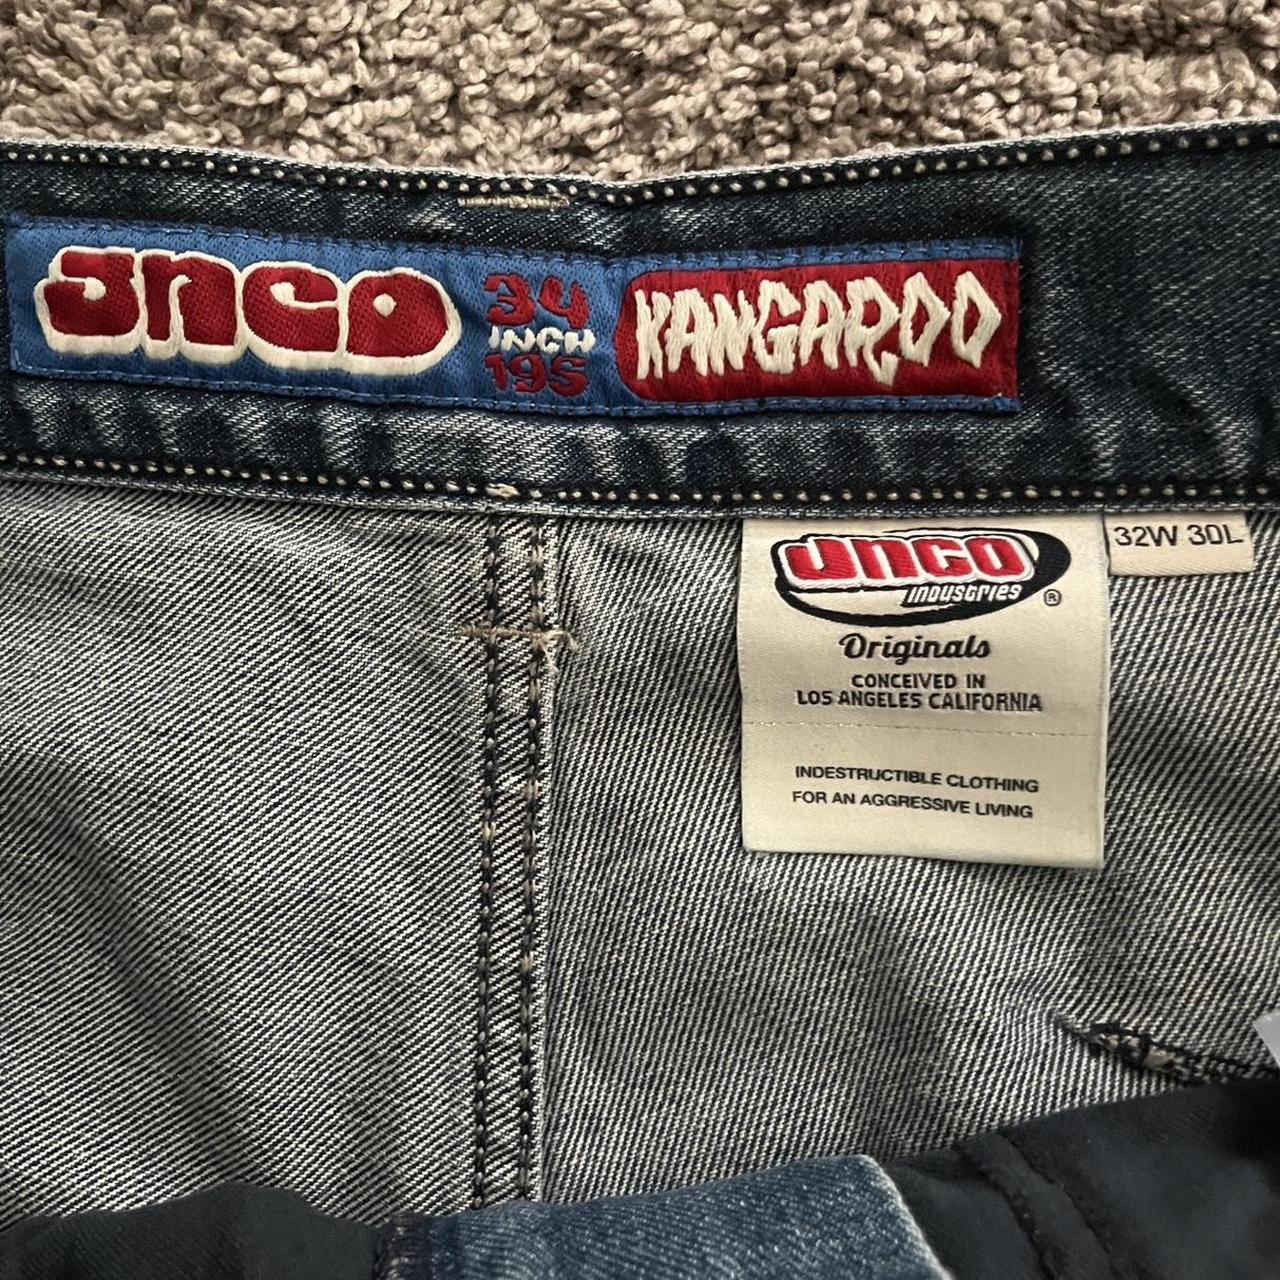 JNCO
34
INCH
195
KANGAROO
JNCO
INDUSTRIES ®
Originals
CONCEIVED IN
LOS ANGELES CALIFORNIA
INDESTRUCTIBLE CLOTHING
FOR AN AGGRESSIVE LIVING
32W 30L